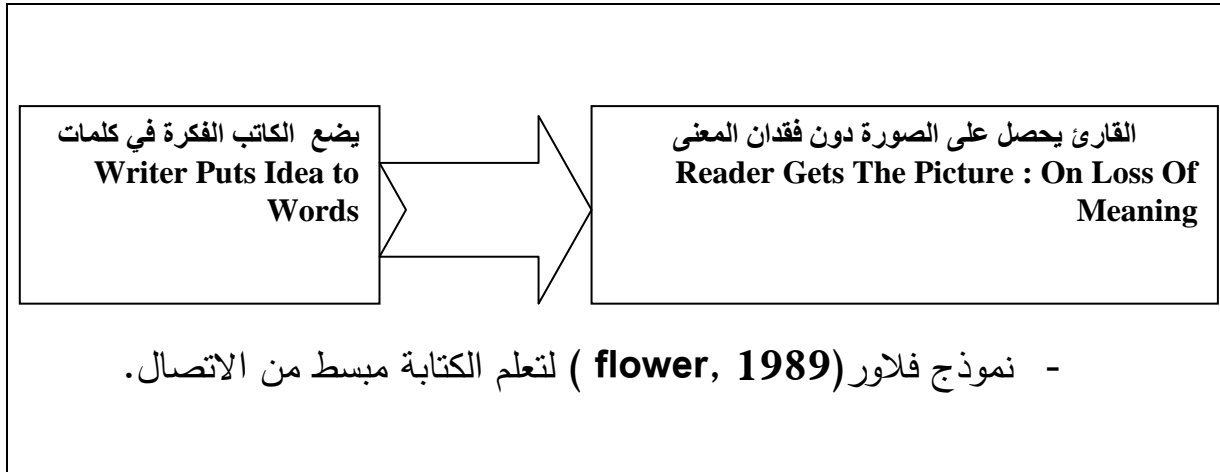 يضع الكاتب الفكرة في كلمات
Writer Puts Idea to
Words
القارئ يحصل على الصورة دون فقدان المعنى
Reader Gets The Picture : On Loss Of
Meaning
- نموذج فلاور (flower, 1989 ) لتعلم الكتابة مبسط من الاتصال.